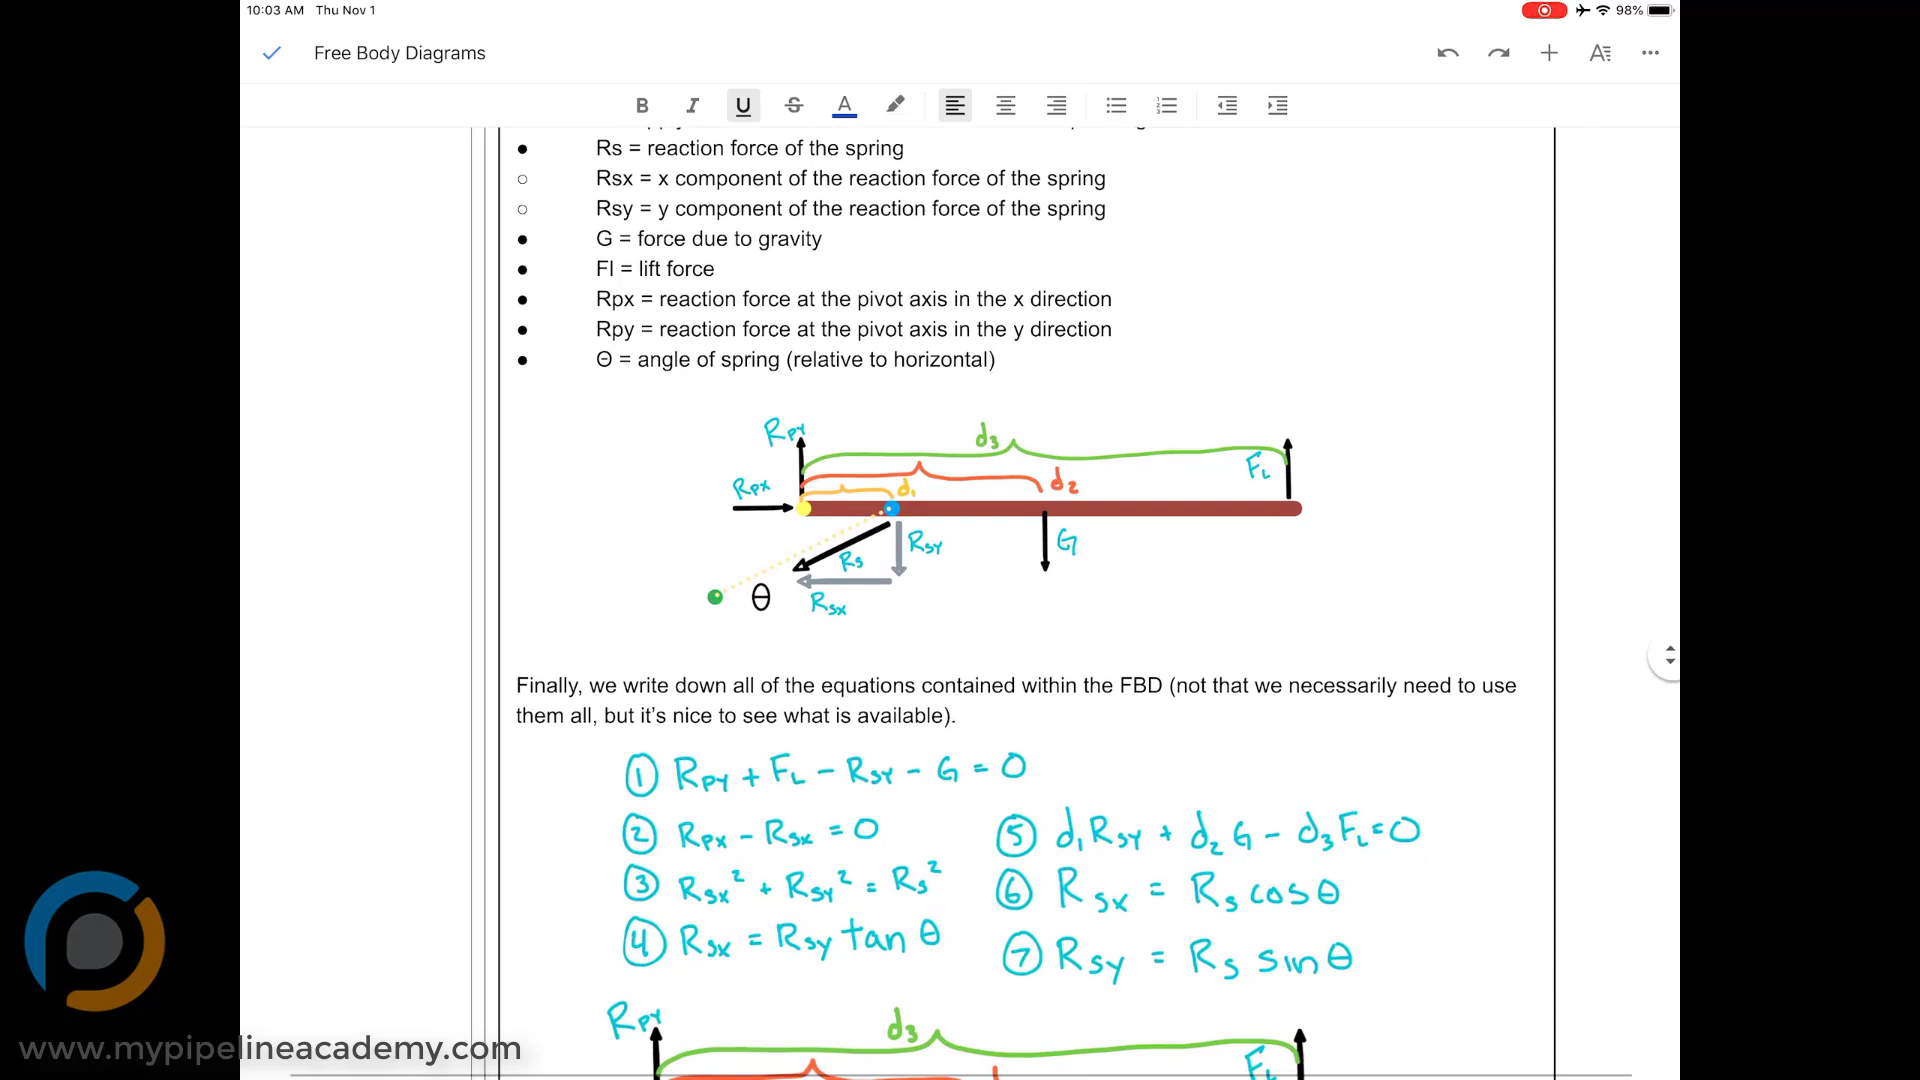 10:03 AM Thu Nov 1
98%
Free Body Diagrams
B I U S A
● Rs = reaction force of the spring
○ Rsx = x component of the reaction force of the spring
○ Rsy = y component of the reaction force of the spring
● G = force due to gravity
● Fl = lift force
● Rpx = reaction force at the pivot axis in the x direction
● Rpy = reaction force at the pivot axis in the y direction
● Θ = angle of spring (relative to horizontal)
RPY
d3
FL
RPX
d1
d2
RSY
G
RS
θ
RSX
Finally, we write down all of the equations contained within the FBD (not that we necessarily need to use
them all, but it's nice to see what is available).
① RPY + FL - RSY - G = 0
② RPX - RSX = 0
③ RSX² + RSY² = RS²
④ RSX = RSY tan θ
⑤ d1RSY + d2G - d3FL = 0
⑥ RSX = RS cos θ
⑦ RSY = RS sin θ
RPY
d3
FL
www.mypipelineacademy.com